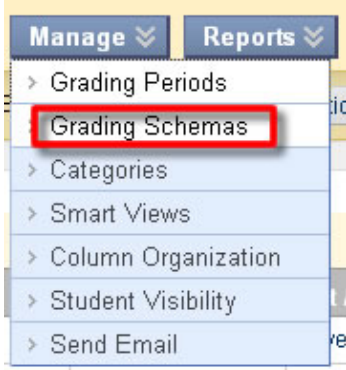 Manage Reports
Grading Periods
Grading Schemas
Categories
Smart Views
Column Organization
Student Visibility
Send Email